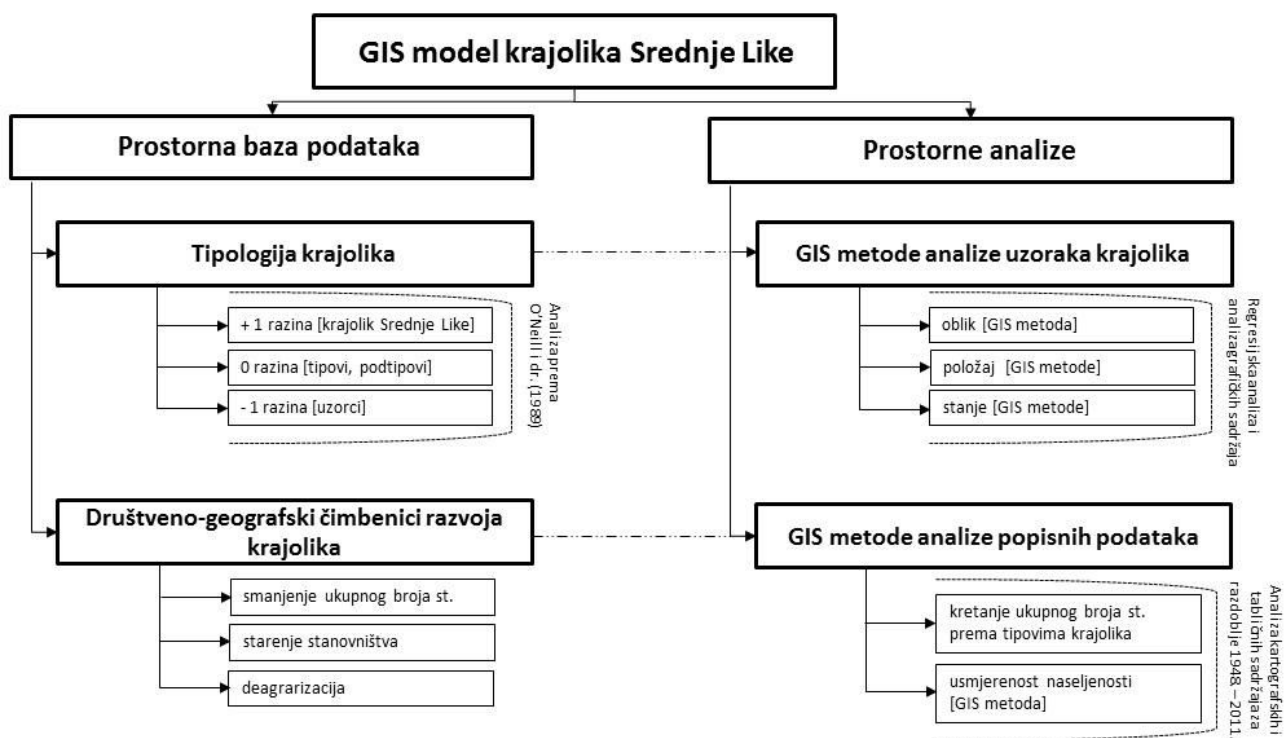 GIS model krajolika Srednje Like
Prostorna baza podataka
Tipologija krajolika
+ 1 razina [krajolik Srednje Like]
0 razina [tipovi, podtipovi]
- 1 razina [uzorci]
Analiza prema
O'Neill i dr. (1989)
Društveno-geografski čimbenici razvoja
krajolika
smanjenje ukupnog broja st.
starenje stanovništva
deagrarizacija
Prostorne analize
GIS metode analize uzoraka krajolika
oblik [GIS metoda]
položaj [GIS metode]
stanje [GIS metode]
Regresijska analiza i
analiza grafičkih sadržaja
GIS metode analize popisnih podataka
kretanje ukupnog broja st.
prema tipovima krajolika
usmjerenost naseljenosti
[GIS metoda]
Analiza kartografskih i
tabličnih sadržaja za
razdoblje 1948. – 2011.